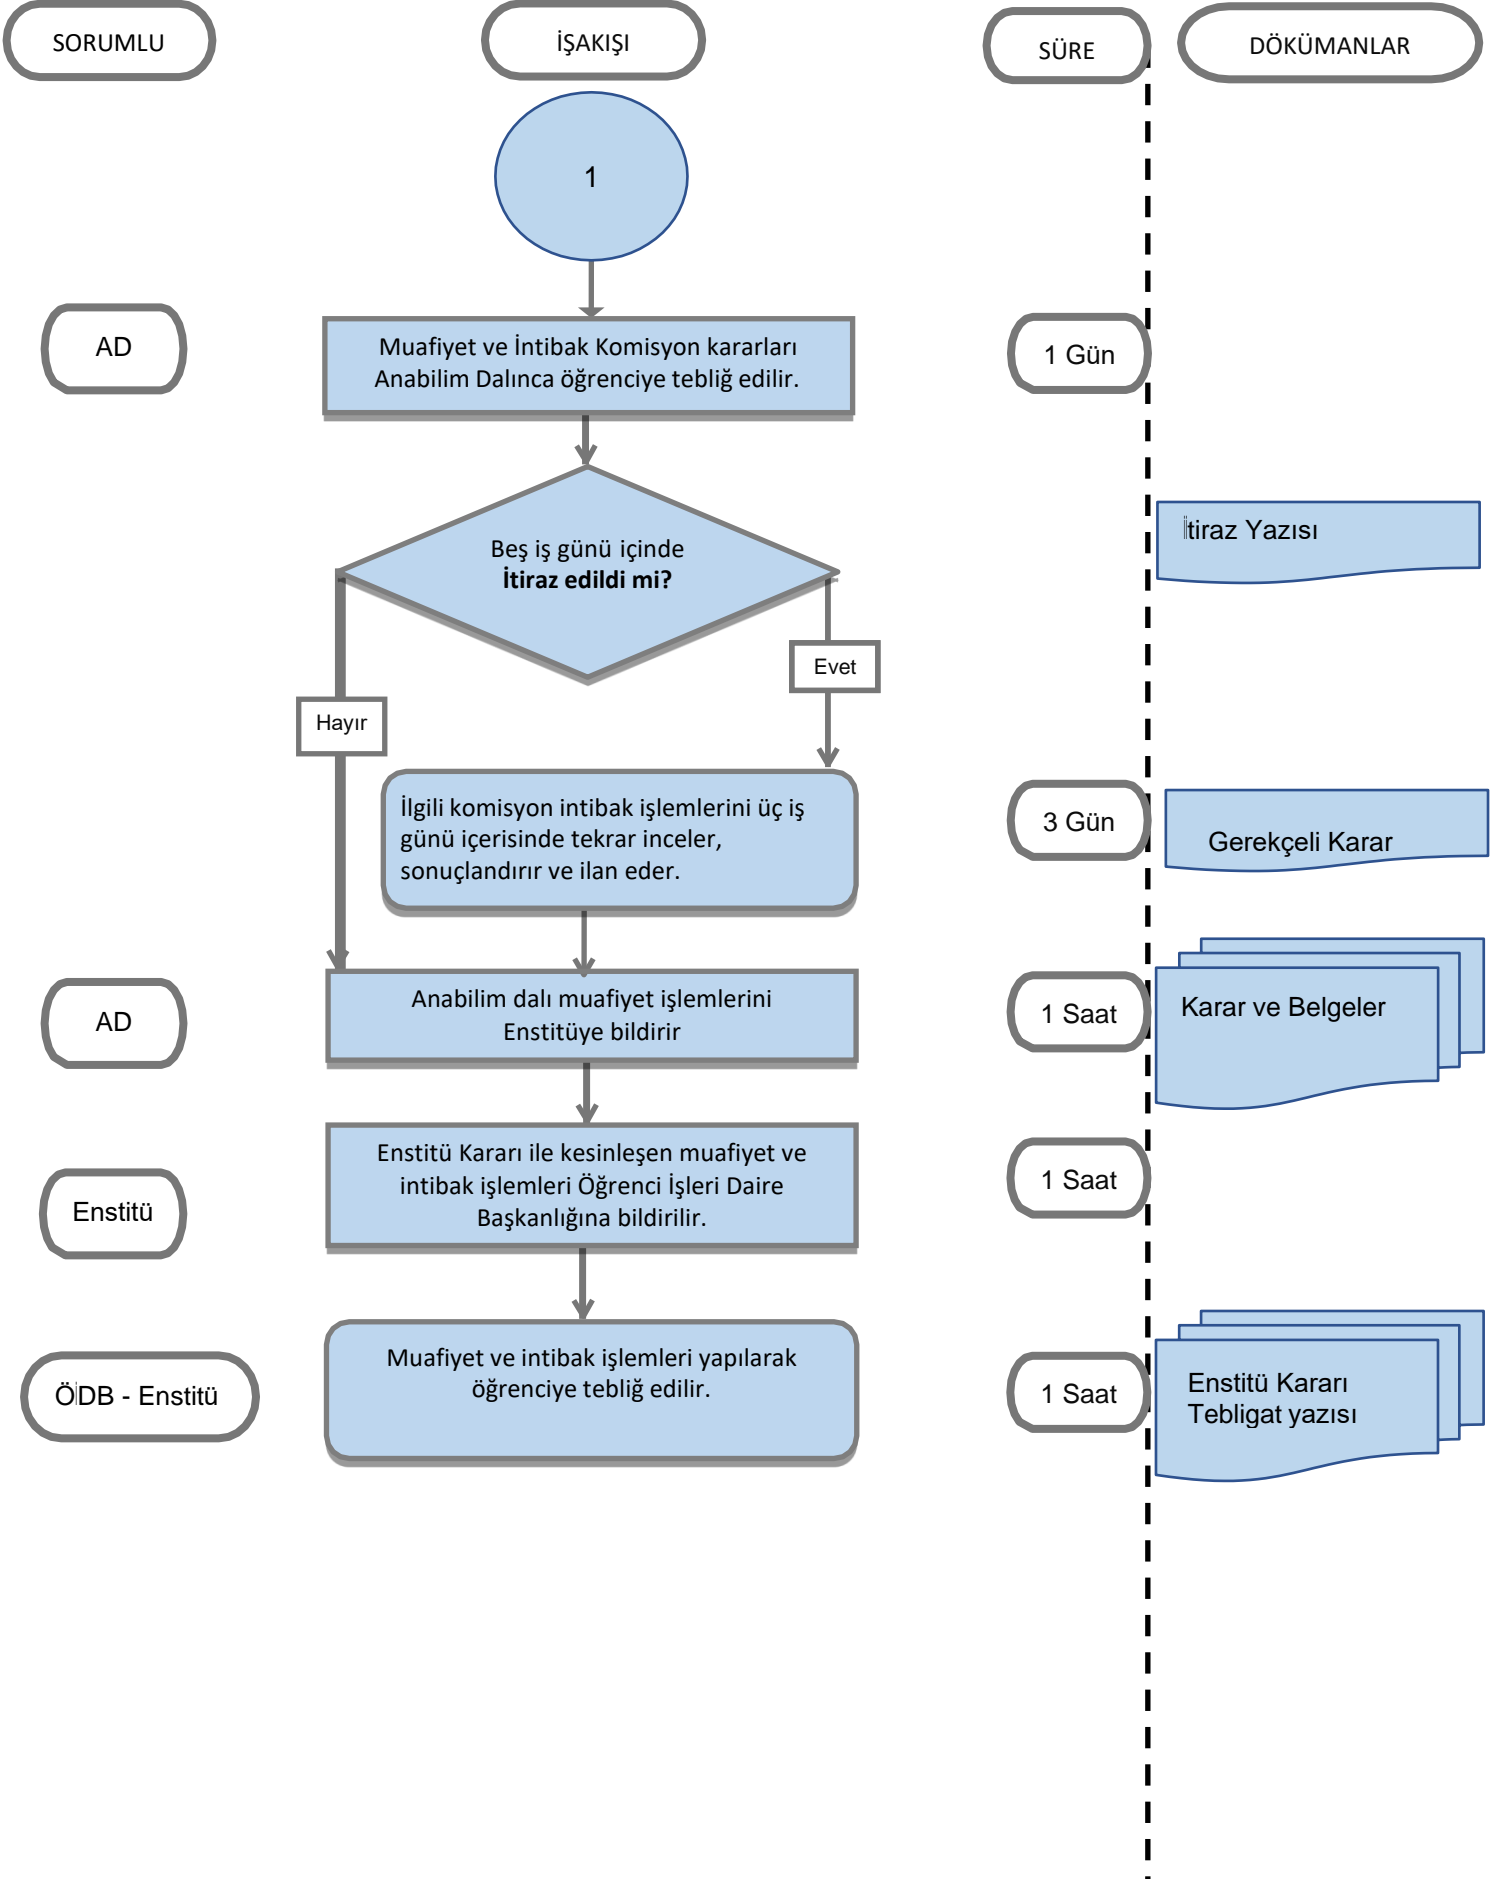 SORUMLU
İŞAKIŞI
SÜRE
DÖKÜMANLAR
1
AD
Muafiyet ve İntibak Komisyon kararları
Anabilim Dalınca öğrenciye tebliğ edilir.
1 Gün
Beş iş günü içinde
İtiraz edildi mi?
İtiraz Yazısı
Evet
Hayır
İlgili komisyon intibak işlemlerini üç iş
günü içerisinde tekrar inceler,
sonuçlandırır ve ilan eder.
3 Gün
Gerekçeli Karar
AD
Anabilim dalı muafiyet işlemlerini
Enstitüye bildirir
1 Saat
Karar ve Belgeler
Enstitü
Enstitü Kararı ile kesinleşen muafiyet ve
intibak işlemleri Öğrenci İşleri Daire
Başkanlığına bildirilir.
1 Saat
ÖİDB - Enstitü
Muafiyet ve intibak işlemleri yapılarak
öğrenciye tebliğ edilir.
1 Saat
Enstitü Kararı
Tebligat yazısı